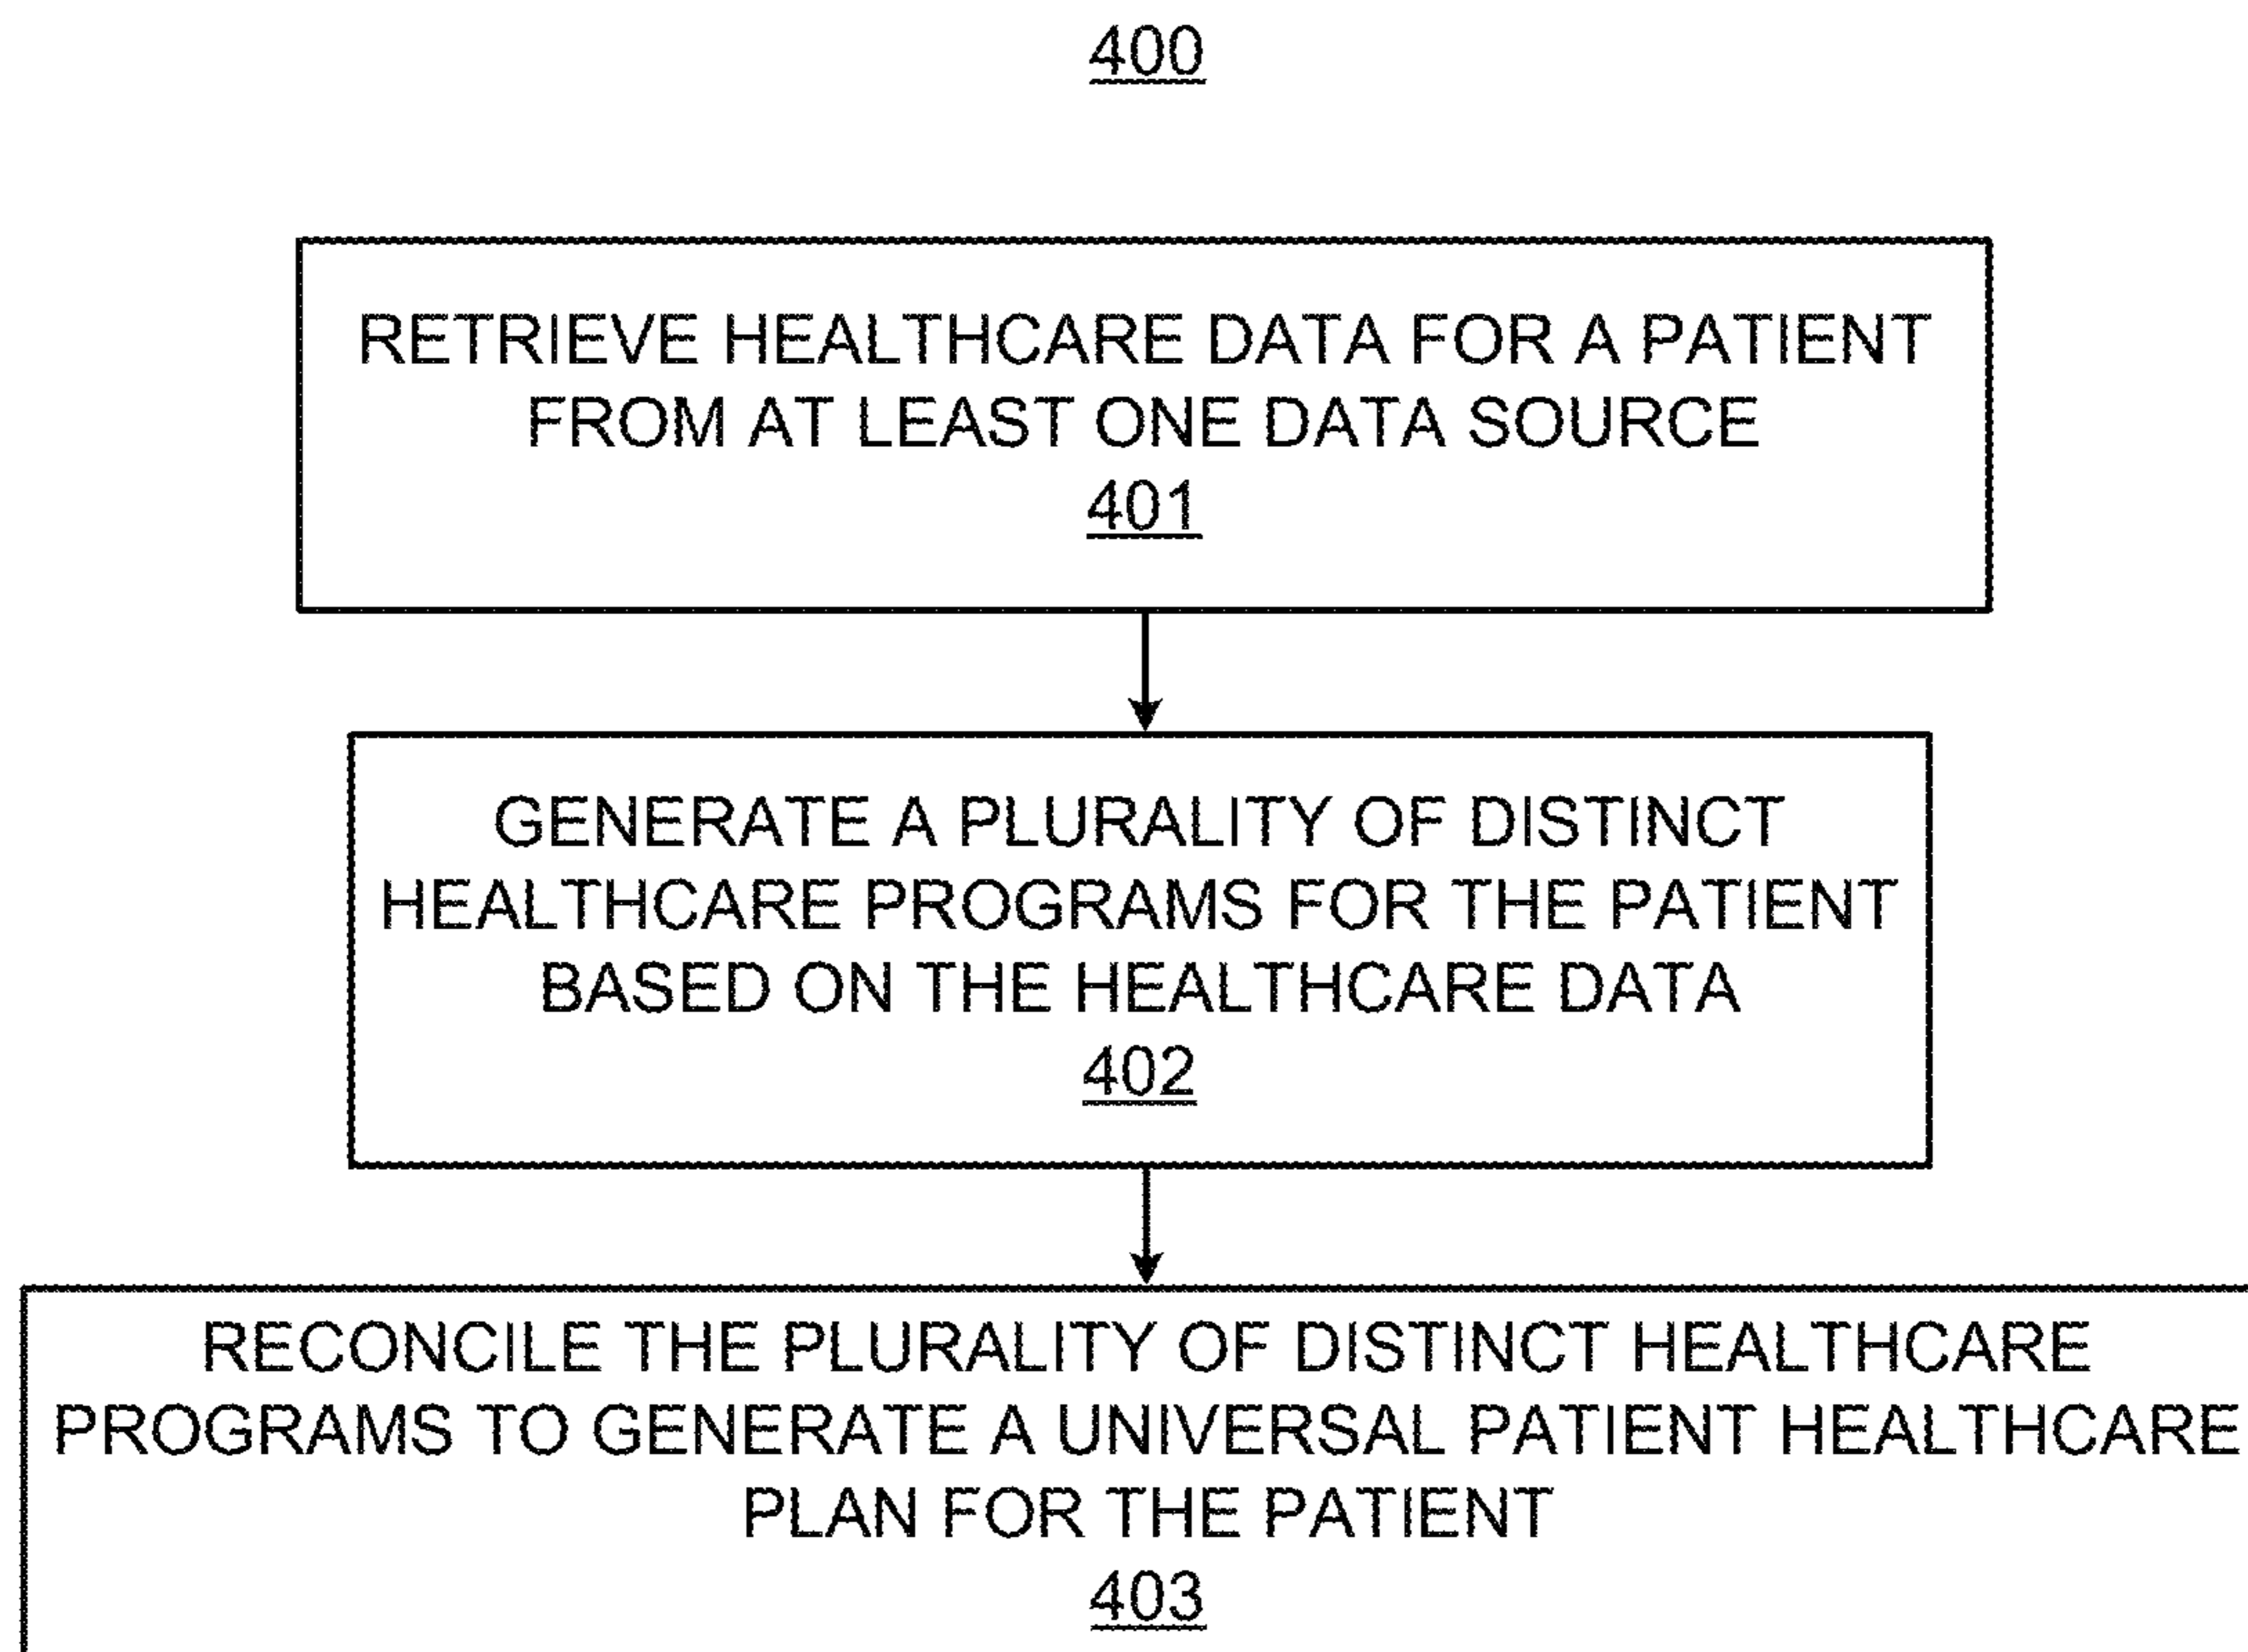 400
RETRIEVE HEALTHCARE DATA FOR A PATIENT
FROM AT LEAST ONE DATA SOURCE
401
GENERATE A PLURALITY OF DISTINCT
HEALTHCARE PROGRAMS FOR THE PATIENT
BASED ON THE HEALTHCARE DATA
402
RECONCILE THE PLURALITY OF DISTINCT HEALTHCARE
PROGRAMS TO GENERATE A UNIVERSAL PATIENT HEALTHCARE
PLAN FOR THE PATIENT
403